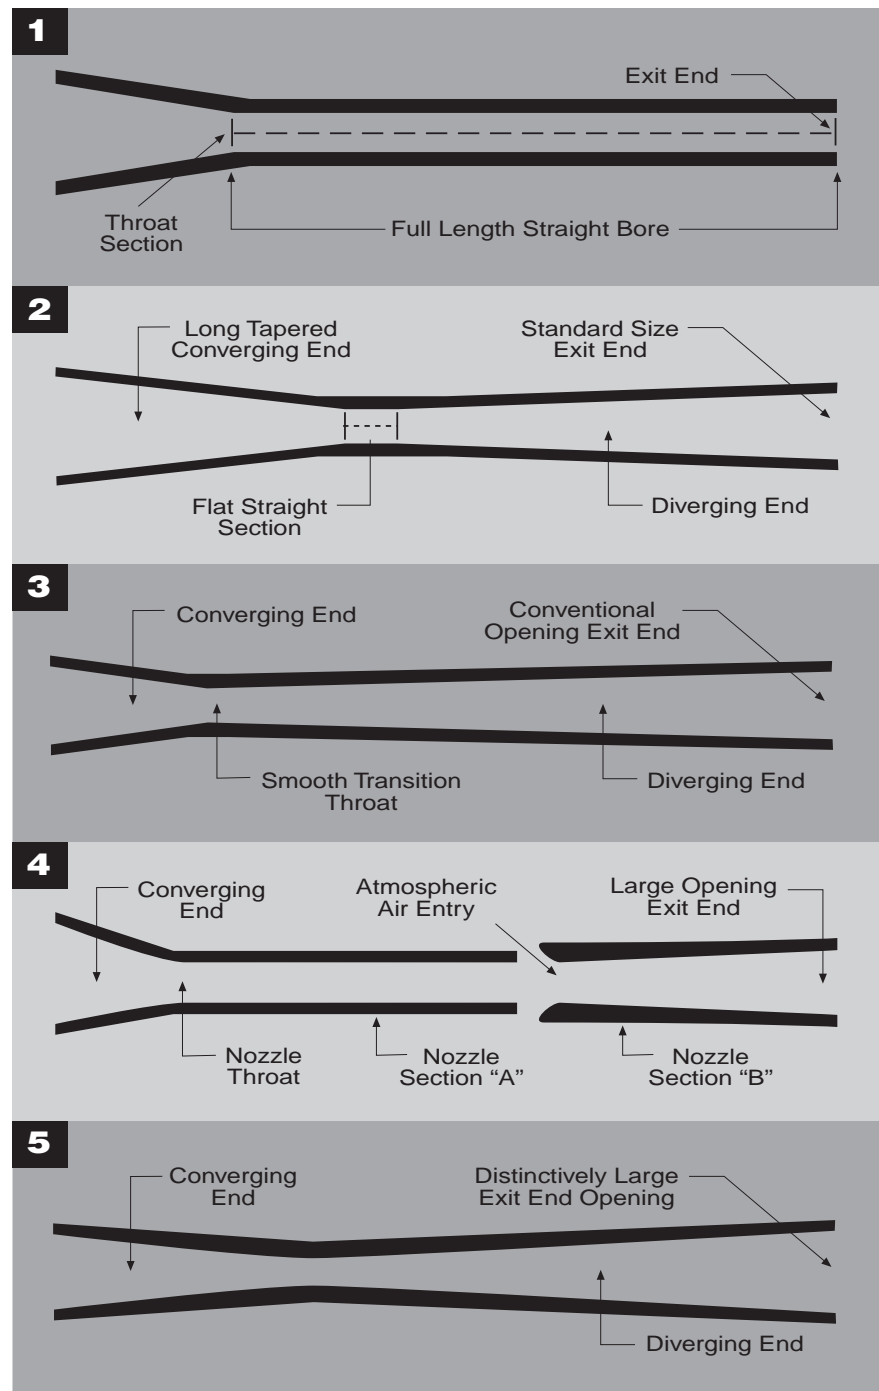 1
Exit End
Throat
Section
Full Length Straight Bore
2
Long Tapered
Converging End
Standard Size
Exit End
Flat Straight
Section
Diverging End
3
Converging End
Conventional
Opening Exit End
Smooth Transition
Throat
Diverging End
4
Converging
End
Atmospheric
Air Entry
Large Opening
Exit End
Nozzle
Throat
Nozzle
Section “A”
Nozzle
Section “B”
5
Converging
End
Distinctively Large
Exit End Opening
Diverging End